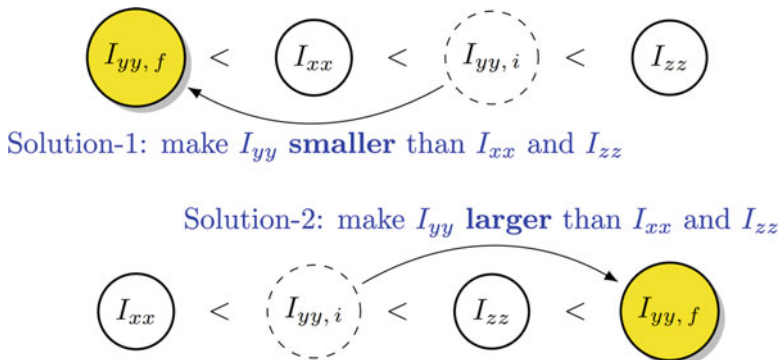 I_{yy, f} < I_{xx} < I_{yy, i} < I_{zz}
Solution-1: make I_{yy} smaller than I_{xx} and I_{zz}
Solution-2: make I_{yy} larger than I_{xx} and I_{zz}
I_{xx} < I_{yy, i} < I_{zz} < I_{yy, f}